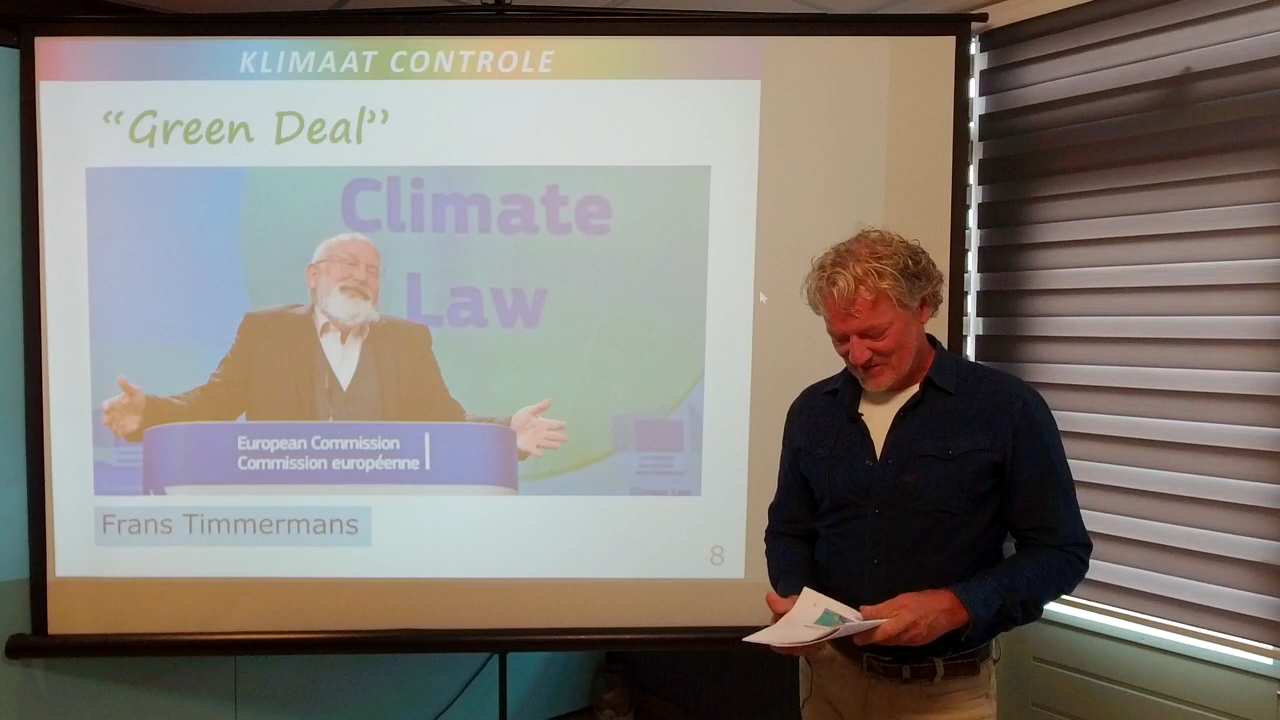 KLIMAAT CONTROLE
“Green Deal”
Climate
Law
European Commission
Commission européenne
Frans Timmermans
8